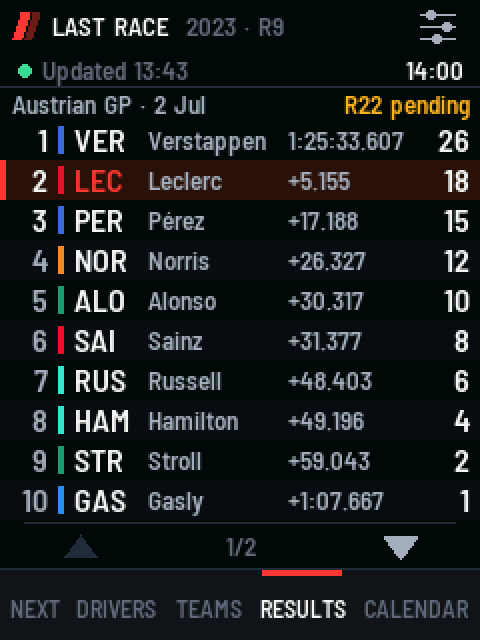 LAST RACE 2023 · R9
Updated 13:43 14:00
Austrian GP · 2 Jul R22 pending
1 VER Verstappen 1:25:33.607 26
2 LEC Leclerc +5.155 18
3 PER Pérez +17.188 15
4 NOR Norris +26.327 12
5 ALO Alonso +30.317 10
6 SAI Sainz +31.377 8
7 RUS Russell +48.403 6
8 HAM Hamilton +49.196 4
9 STR Stroll +59.043 2
10 GAS Gasly +1:07.667 1
1/2
NEXT DRIVERS TEAMS RESULTS CALENDAR